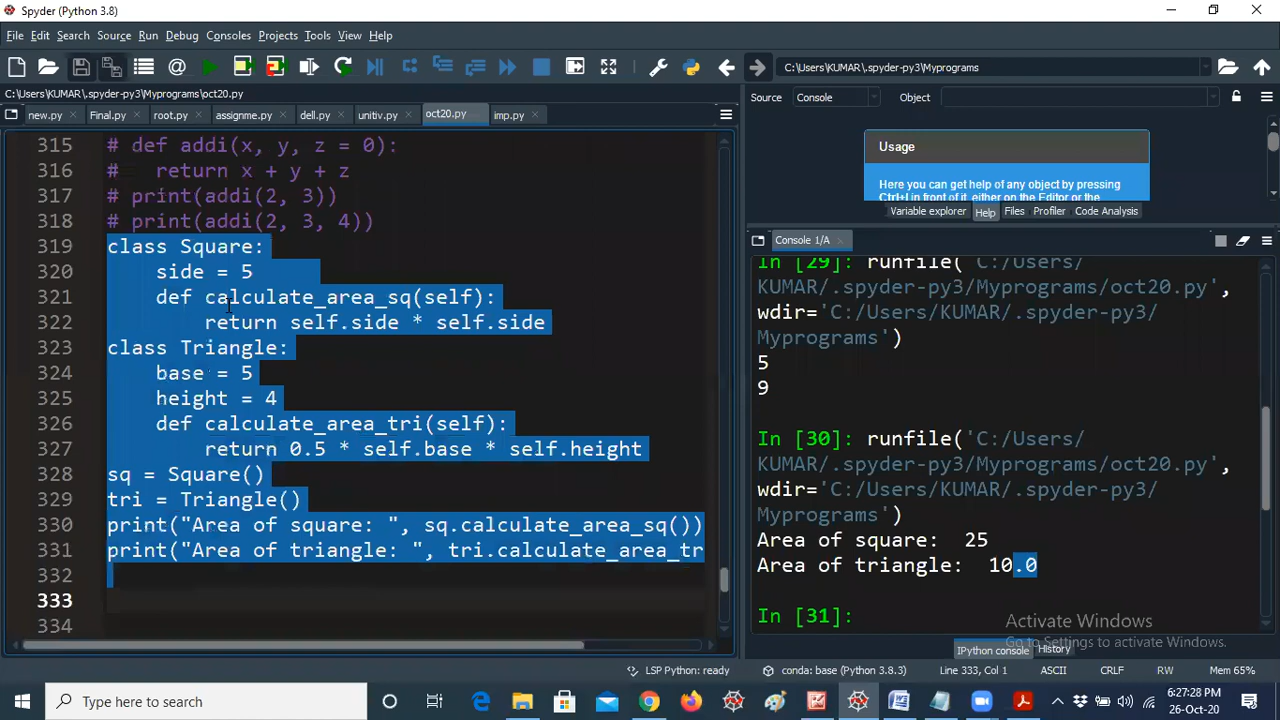 Spyder (Python 3.8)
File Edit Search Source Run Debug Consoles Projects Tools View Help
C:\Users\KUMAR\.spyder-py3\Myprograms
C:\Users\KUMAR\.spyder-py3\Myprograms\oct20.py
new.py Final.py root.py assignme.py dell.py unitiv.py oct20.py imp.py
315 # def addi(x, y, z = 0):
316 #   return x + y + z
317 # print(addi(2, 3))
318 # print(addi(2, 3, 4))
319 class Square:
320     side = 5
321     def calculate_area_sq(self):
322         return self.side * self.side
323 class Triangle:
324     base = 5
325     height = 4
326     def calculate_area_tri(self):
327         return 0.5 * self.base * self.height
328 sq = Square()
329 tri = Triangle()
330 print("Area of square: ", sq.calculate_area_sq())
331 print("Area of triangle: ", tri.calculate_area_tr
332
333
334
Source Console Object
Usage
Here you can get help of any object by pressing
Ctrl+I in front of it, either on the Editor or the
Variable explorer Help Files Profiler Code Analysis
Console 1/A
In [29]: runfile('C:/Users/
KUMAR/.spyder-py3/Myprograms/oct20.py',
wdir='C:/Users/KUMAR/.spyder-py3/
Myprograms')
5
9
In [30]: runfile('C:/Users/
KUMAR/.spyder-py3/Myprograms/oct20.py',
wdir='C:/Users/KUMAR/.spyder-py3/
Myprograms')
Area of square:  25
Area of triangle:  10.0
In [31]:
Activate Windows
Go to Settings to activate Windows.
IPython console History
LSP Python: ready conda: base (Python 3.8.3) Line 333, Col 1 ASCII CRLF RW Mem 65%
Type here to search
6:27:28 PM
26-Oct-20